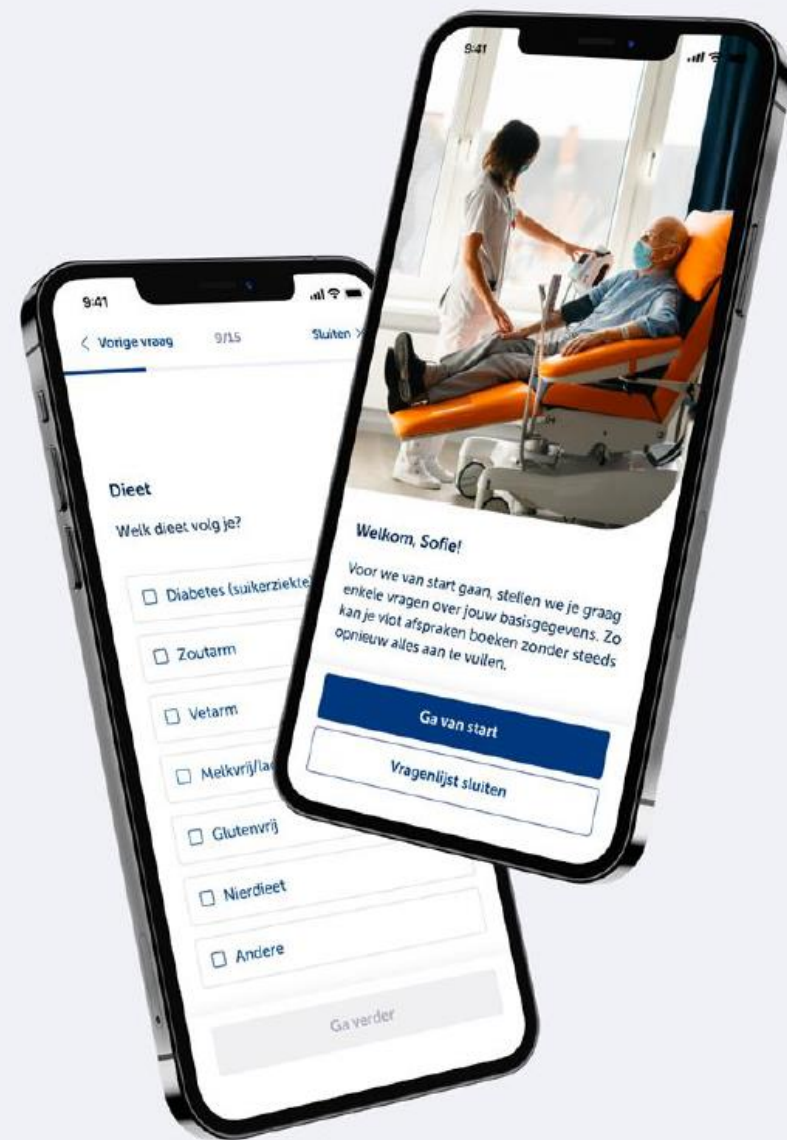 9:41
< Vorige vraag 9/15 Sluiten
Dieet
Welk dieet volg je?
Diabetes (suikerziekte)
Zoutarm
Vetarm
Melkvrij/la
Glutenvrij
Nierdieet
Andere
Ga verder
9:41
Welkom, Sofie!
Voor we van start gaan, stellen we je graag
enkele vragen over jouw basisgegevens. Zo
kan je vlot afspraken boeken zonder steeds
opnieuw alles aan te vullen.
Ga van start
Vragenlijst sluiten